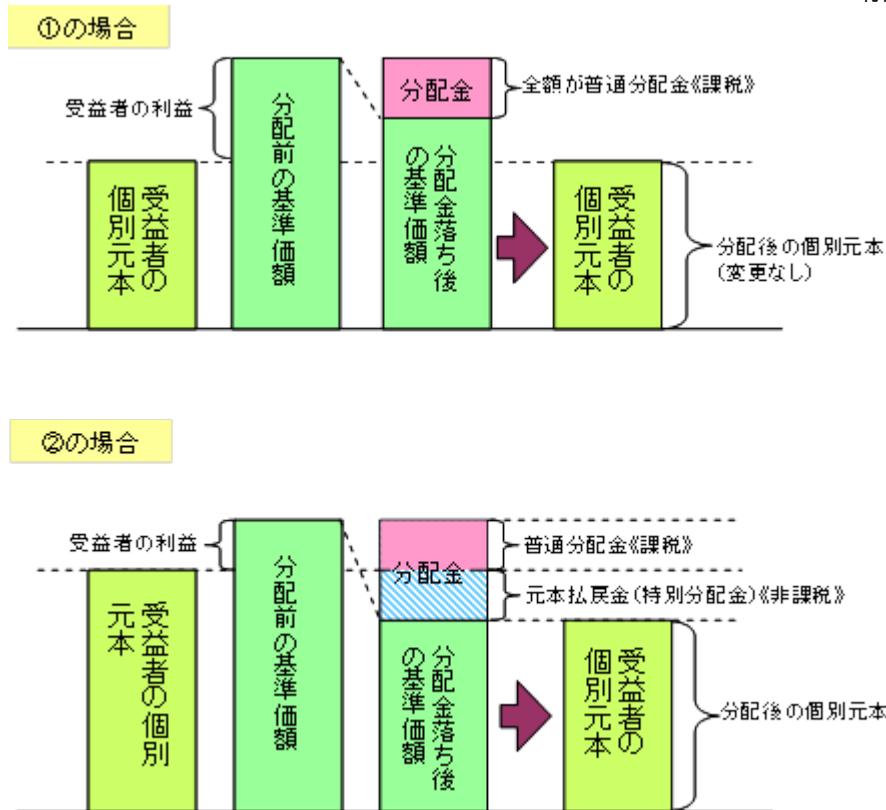 ①の場合
受益者の利益
分配前の基準価額
分配金
全額が普通分配金《課税》
受益者の
個別元本
分配金落ち後
の基準価額
受益者の
個別元本
分配後の個別元本
(変更なし)
②の場合
受益者の利益
分配前の基準価額
分配金
普通分配金《課税》
元本払戻金(特別分配金)《非課税》
受益者の個別
元本
分配金落ち後
の基準価額
受益者の
個別元本
分配後の個別元本